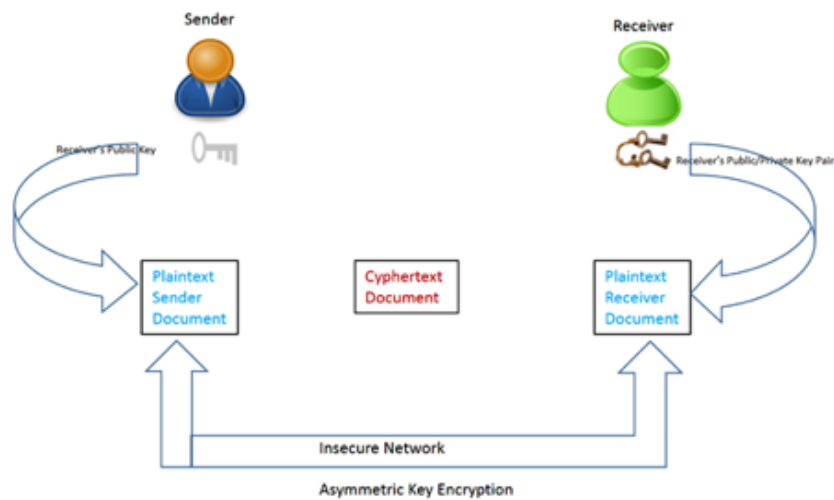 Sender
Receiver
Receiver's Public Key
Receiver's Public/Private Key Pair
Plaintext
Sender
Document
Cyphertext
Document
Plaintext
Receiver
Document
Insecure Network
Asymmetric Key Encryption